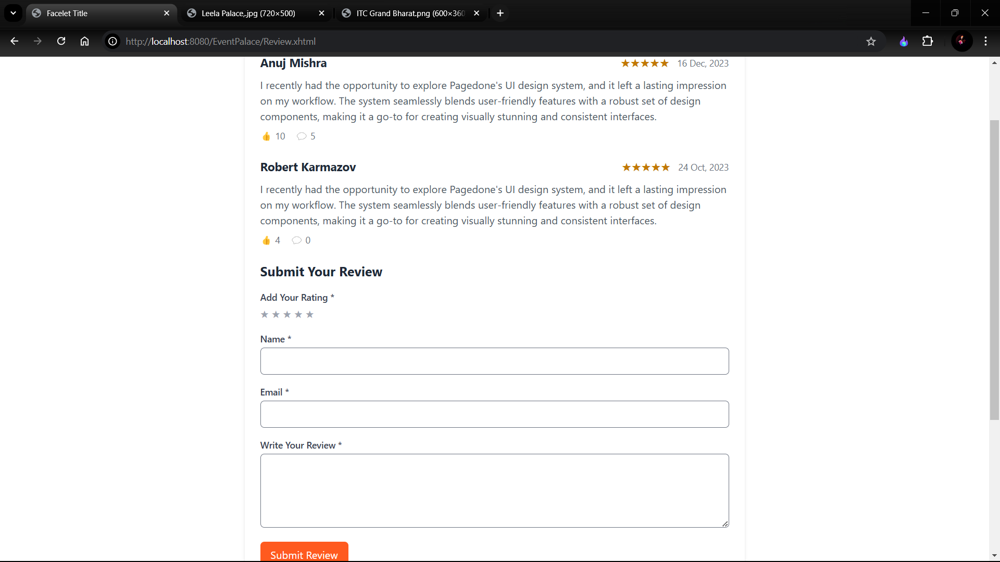 Facelet Title
Leela Palace,.jpg (720×500)
ITC Grand Bharat.png (600×360
http://localhost:8080/EventPalace/Review.xhtml
Anuj Mishra
★★★★★ 16 Dec, 2023
I recently had the opportunity to explore Pagedone's UI design system, and it left a lasting impression
on my workflow. The system seamlessly blends user-friendly features with a robust set of design
components, making it a go-to for creating visually stunning and consistent interfaces.
👍 10 💬 5
Robert Karmazov
★★★★★ 24 Oct, 2023
I recently had the opportunity to explore Pagedone's UI design system, and it left a lasting impression
on my workflow. The system seamlessly blends user-friendly features with a robust set of design
components, making it a go-to for creating visually stunning and consistent interfaces.
👍 4 💬 0
Submit Your Review
Add Your Rating *
★ ★ ★ ★ ★
Name *
Email *
Write Your Review *
Submit Review